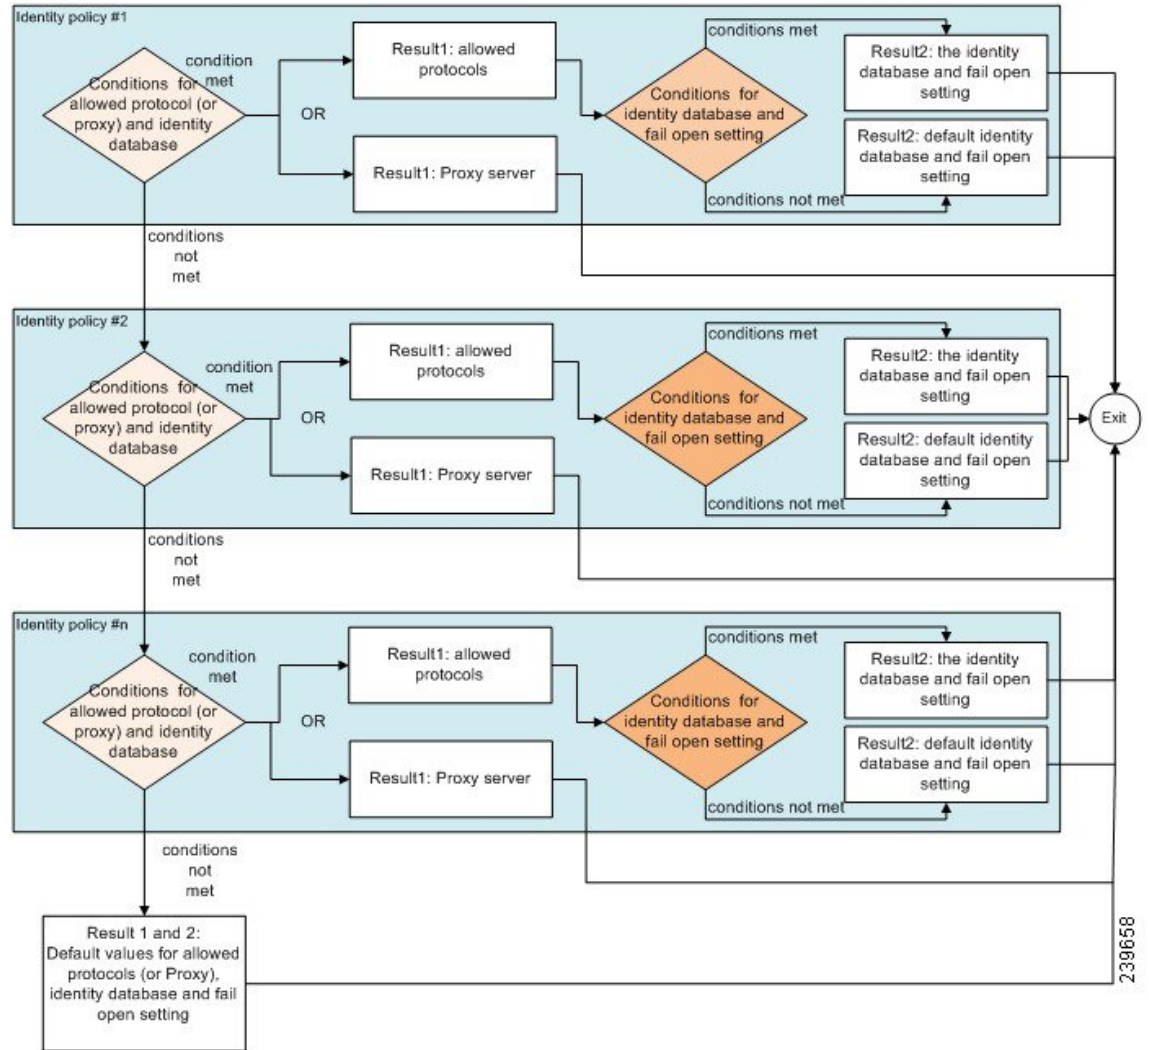 Identity policy #1
condition
met
Conditions for
allowed protocol (or
proxy) and identity
database
OR
Result1: allowed
protocols
Result1: Proxy server
Conditions for
identity database and
fail open setting
conditions met
conditions not met
Result2: the identity
database and fail open
setting
Result2: default identity
database and fail open
setting
conditions
not
met
Identity policy #2
condition
met
Conditions for
allowed protocol (or
proxy) and identity
database
OR
Result1: allowed
protocols
Result1: Proxy server
Conditions for
identity database and
fail open setting
conditions met
conditions not met
Result2: the identity
database and fail open
setting
Result2: default identity
database and fail open
setting
Exit
conditions
not
met
Identity policy #n
condition
met
Conditions for
allowed protocol (or
proxy) and identity
database
OR
Result1: allowed
protocols
Result1: Proxy server
Conditions for
identity database and
fail open setting
conditions met
conditions not met
Result2: the identity
database and fail open
setting
Result2: default identity
database and fail open
setting
conditions
not
met
Result 1 and 2:
Default values for allowed
protocols (or Proxy),
identity database and fail
open setting
239658